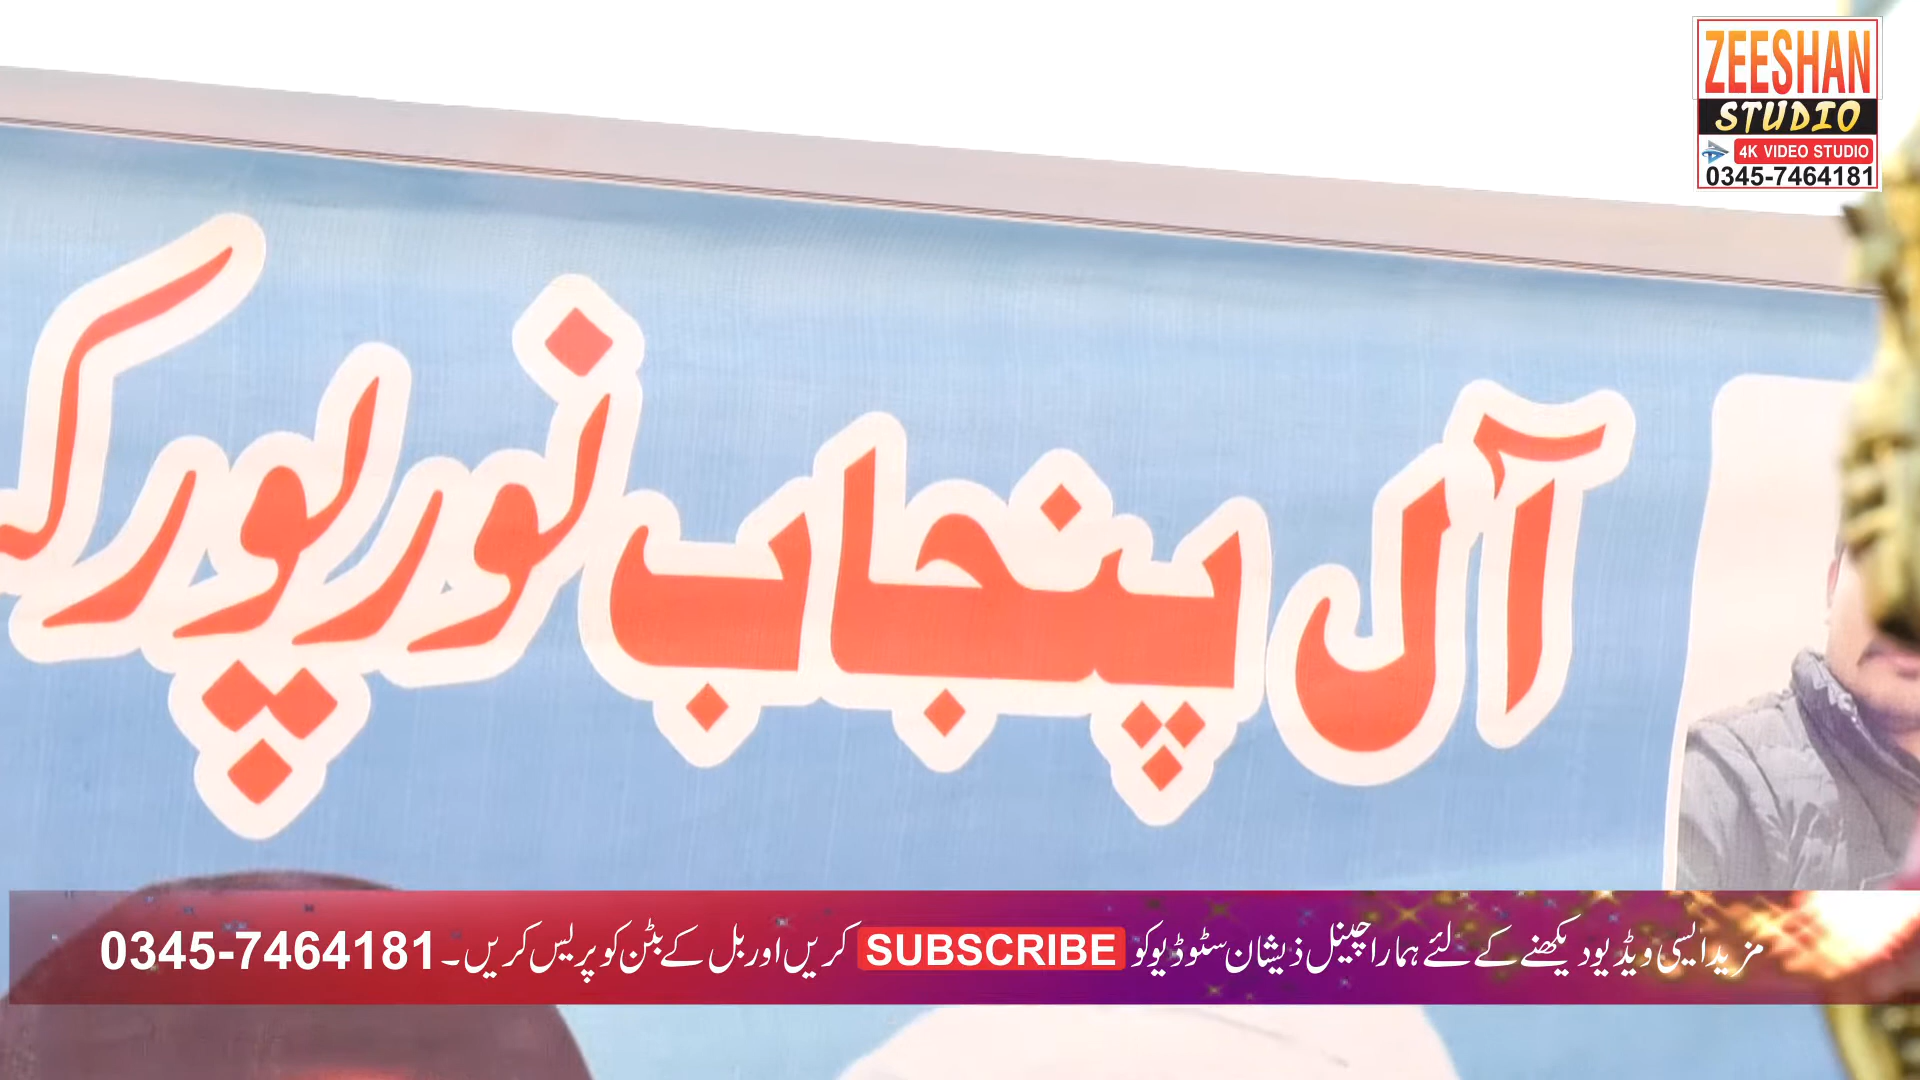 ZEESHAN
STUDIO
4K VIDEO STUDIO
0345-7464181
آل پنجاب نور پور
مزید ایسی ویڈیو دیکھنے کے لئے ہمارا چینل ذیشان سٹوڈیو کو SUBSCRIBE کریں اور بل کے بٹن کو پریس کریں۔ 0345-7464181